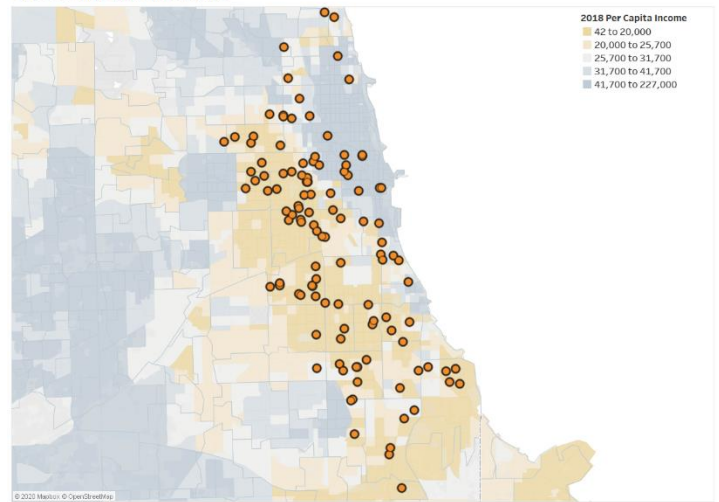 2018 Per Capita Income
42 to 20,000
20,000 to 25,700
25,700 to 31,700
31,700 to 41,700
41,700 to 227,000
© 2020 Mapbox © OpenStreetMap